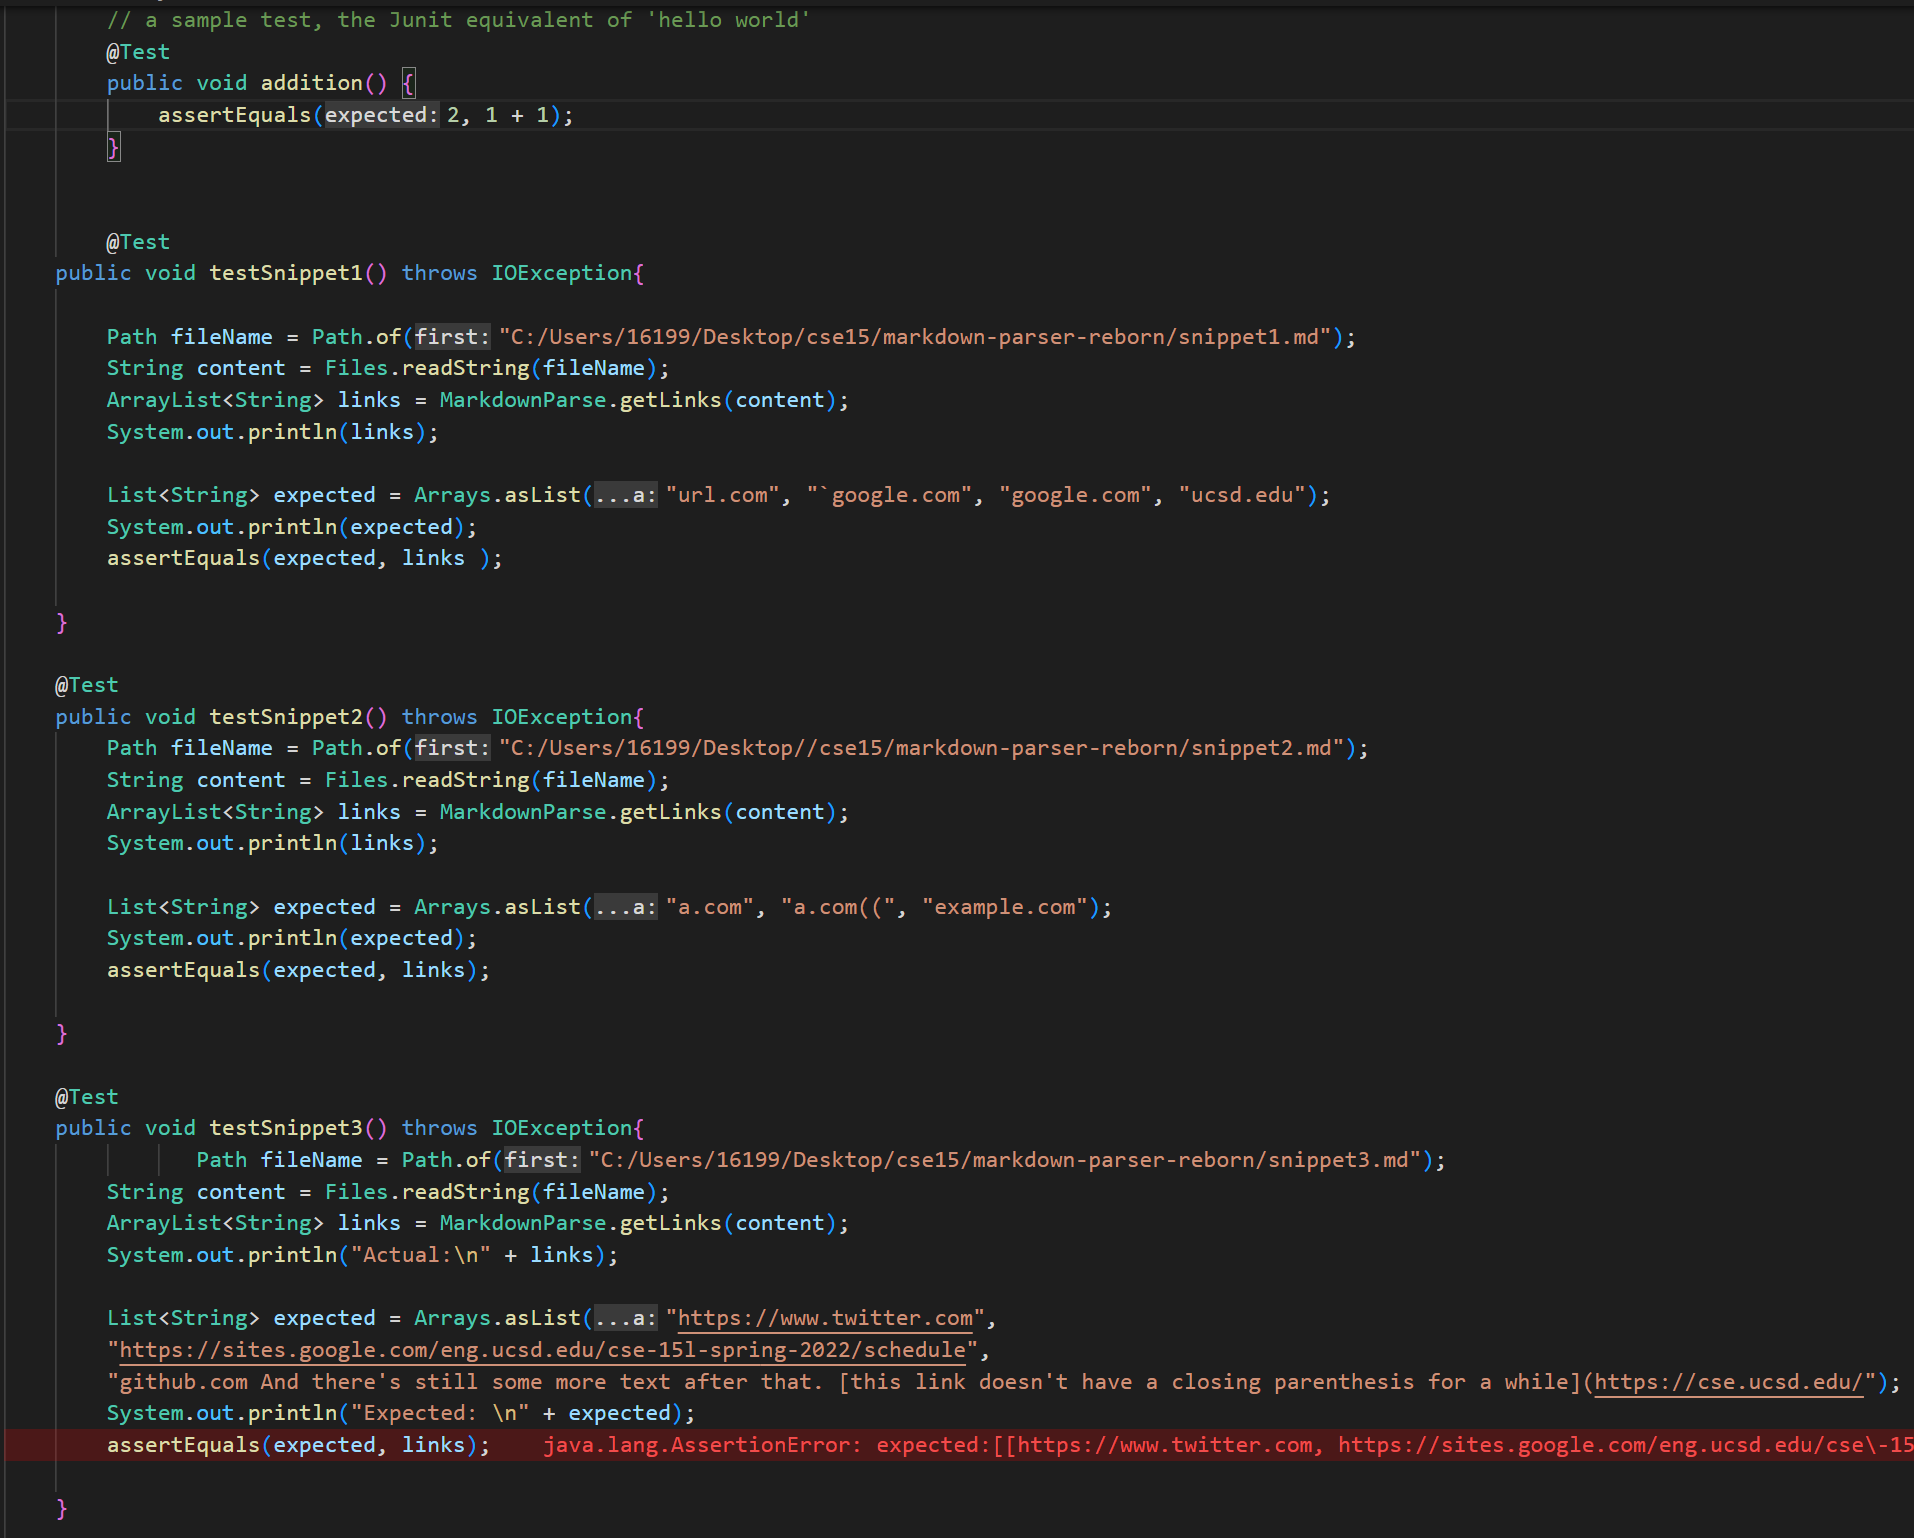 // a sample test, the Junit equivalent of 'hello world'
@Test
public void addition() {
assertEquals(expected: 2, 1 + 1);
}
@Test
public void testSnippet1() throws IOException{
Path fileName = Path.of(first: "C:/Users/16199/Desktop/cse15/markdown-parser-reborn/snippet1.md");
String content = Files.readString(fileName);
ArrayList<String> links = MarkdownParse.getLinks(content);
System.out.println(links);
List<String> expected = Arrays.asList(...a: "url.com", "`google.com", "google.com", "ucsd.edu");
System.out.println(expected);
assertEquals(expected, links );
}
@Test
public void testSnippet2() throws IOException{
Path fileName = Path.of(first: "C:/Users/16199/Desktop//cse15/markdown-parser-reborn/snippet2.md");
String content = Files.readString(fileName);
ArrayList<String> links = MarkdownParse.getLinks(content);
System.out.println(links);
List<String> expected = Arrays.asList(...a: "a.com", "a.com((", "example.com");
System.out.println(expected);
assertEquals(expected, links);
}
@Test
public void testSnippet3() throws IOException{
Path fileName = Path.of(first: "C:/Users/16199/Desktop/cse15/markdown-parser-reborn/snippet3.md");
String content = Files.readString(fileName);
ArrayList<String> links = MarkdownParse.getLinks(content);
System.out.println("Actual:\n" + links);
List<String> expected = Arrays.asList(...a: "https://www.twitter.com",
"https://sites.google.com/eng.ucsd.edu/cse-15l-spring-2022/schedule",
"github.com And there's still some more text after that. [this link doesn't have a closing parenthesis for a while](https://cse.ucsd.edu/");
System.out.println("Expected: \n" + expected);
assertEquals(expected, links); java.lang.AssertionError: expected:[[https://www.twitter.com, https://sites.google.com/eng.ucsd.edu/cse\-15
}